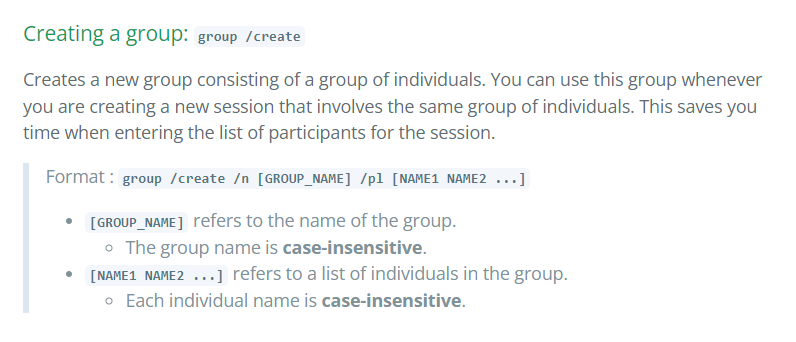 Creating a group: group /create
Creates a new group consisting of a group of individuals. You can use this group whenever
you are creating a new session that involves the same group of individuals. This saves you
time when entering the list of participants for the session.
Format : group /create /n [GROUP_NAME] /pl [NAME1 NAME2 ...]
• [GROUP_NAME] refers to the name of the group.
◦ The group name is case-insensitive.
• [NAME1 NAME2 ...] refers to a list of individuals in the group.
◦ Each individual name is case-insensitive.